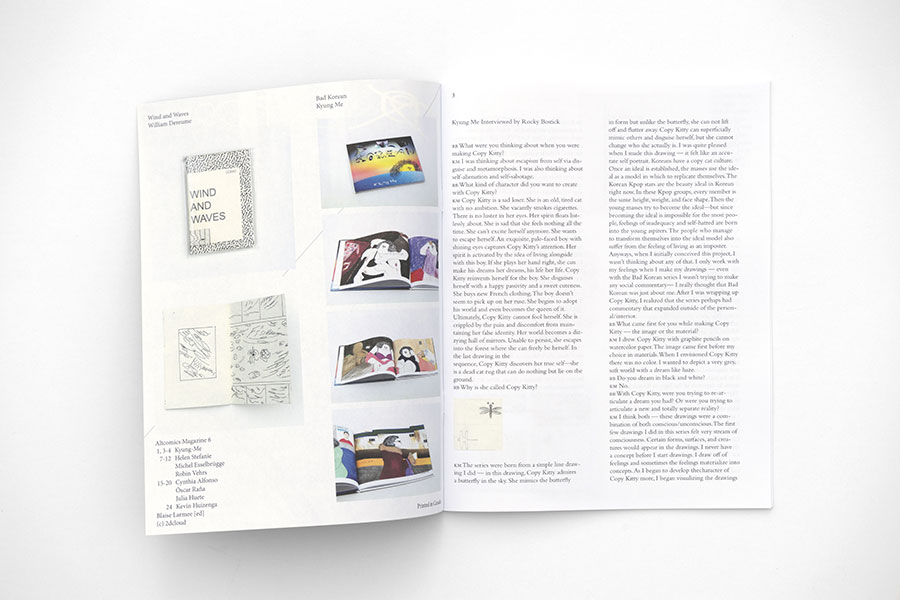 Wind and Waves
William Deroume
Bad Korean
Kyung Me
WIND
AND
WAVES
Altcomics Magazine 6
1, 3-4 Kyung-Me
7-12 Helen Stefanie
Michel Esselbrügge
Robin Vehrs
15-20 Cynthia Alfonso
Óscar Raña
Julia Huete
24 Kevin Huizenga
Blaise Larmee [ed]
(c) 2dcloud
Printed in
3
Kyung Me Interviewed by Rocky Bostick
What were you thinking about when you were
making Copy Kitty?
KM I was thinking about escapism from self via dis-
guise and metamorphosis. I was also thinking about
self-alienation and self-sabotage.
What kind of character did you want to create
with Copy Kitty?
KM Copy Kitty is a sad loser. She is an old, tired cat
with no ambition. She vacantly smokes cigarettes.
There is no luster in her eyes. Her spirit floats list-
lessly about. She is sad that she feels nothing all the
time. She can't excite herself anymore. She wants
to escape herself. An exquisite, pale-faced boy with
shining eyes captures Copy Kitty's attention. Her
spirit is activated by the idea of living alongside
with this boy. If she plays her hand right, she can
make his dreams her dreams, his life her life. Copy
Kitty reinvents herself for the boy. She disguises
herself with a happy passivity and a sweet cuteness.
She buys new French clothing. The boy doesn't
seem to pick up on her ruse. She begins to adopt
his world and even becomes the queen of it.
Ultimately, Copy Kitty cannot fool herself. She is
crippled by the pain and discomfort from main-
taining her false identity. Her world becomes a diz-
zying hall of mirrors. Unable to persist, she escapes
into the forest where she can freely be herself. In
the last drawing in the
sequence, Copy Kitty discovers her true self—she
is a dead cat rug that can do nothing but lie on the
ground.
Why is she called Copy Kitty?
KM The series were born from a simple line draw-
ing I did — in this drawing, Copy Kitty admires
a butterfly in the sky. She mimics the butterfly
in form but unlike the butterfly, she can not lift
off and flutter away. Copy Kitty can superficially
mimic others and disguise herself, but she cannot
change who she actually is. I was quite pleased
when I made this drawing — it felt like an accu-
rate self portrait. Koreans have a copy cat culture.
Once an ideal is established, the masses use the ide-
al as a model in which to replicate themselves. The
Korean Kpop stars are the beauty ideal in Korean
right now. In these Kpop groups, every member is
the same height, weight, and face shape. Then the
young masses try to become the ideal—but since
becoming the ideal is impossible for the most peo-
ple, feelings of inadequacy and self-hatred are born
into the young aspirers. The people who manage
to transform themselves into the ideal model also
suffer from the feeling of living as an imposter.
Anyways, when I initially conceived this project, I
wasn't thinking about any of that. I only work with
my feelings when I make my drawings — even
with the Bad Korean series I wasn't trying to make
any social commentary— I really thought that Bad
Korean was just about me. After I was wrapping up
Copy Kitty, I realized that the series perhaps had
commentary that expanded outside of the person-
al/interior.
What came first for you while making Copy
Kitty — the image or the material?
KM I drew Copy Kitty with graphite pencils on
watercolor paper. The image came first before my
choice in materials. When I envisioned Copy Kitty
there was no color. I wanted to depict a very grey,
soft world with a dream like haze.
Do you dream in black and white?
KM No.
With Copy Kitty, were you trying to re-ar-
ticulate a dream you had? Or were you trying to
articulate a new and totally separate reality?
KM I think both — these drawings were a com-
bination of both conscious/unconscious. The first
few drawings I did in this series felt very stream of
consciousness. Certain forms, surfaces, and crea-
tures would appear in the drawings. I never have
a concept before I start drawings. I draw off of
feelings and sometimes the feelings materialize into
concepts. As I began to develop the character of
Copy Kitty more, I began visualizing the drawings